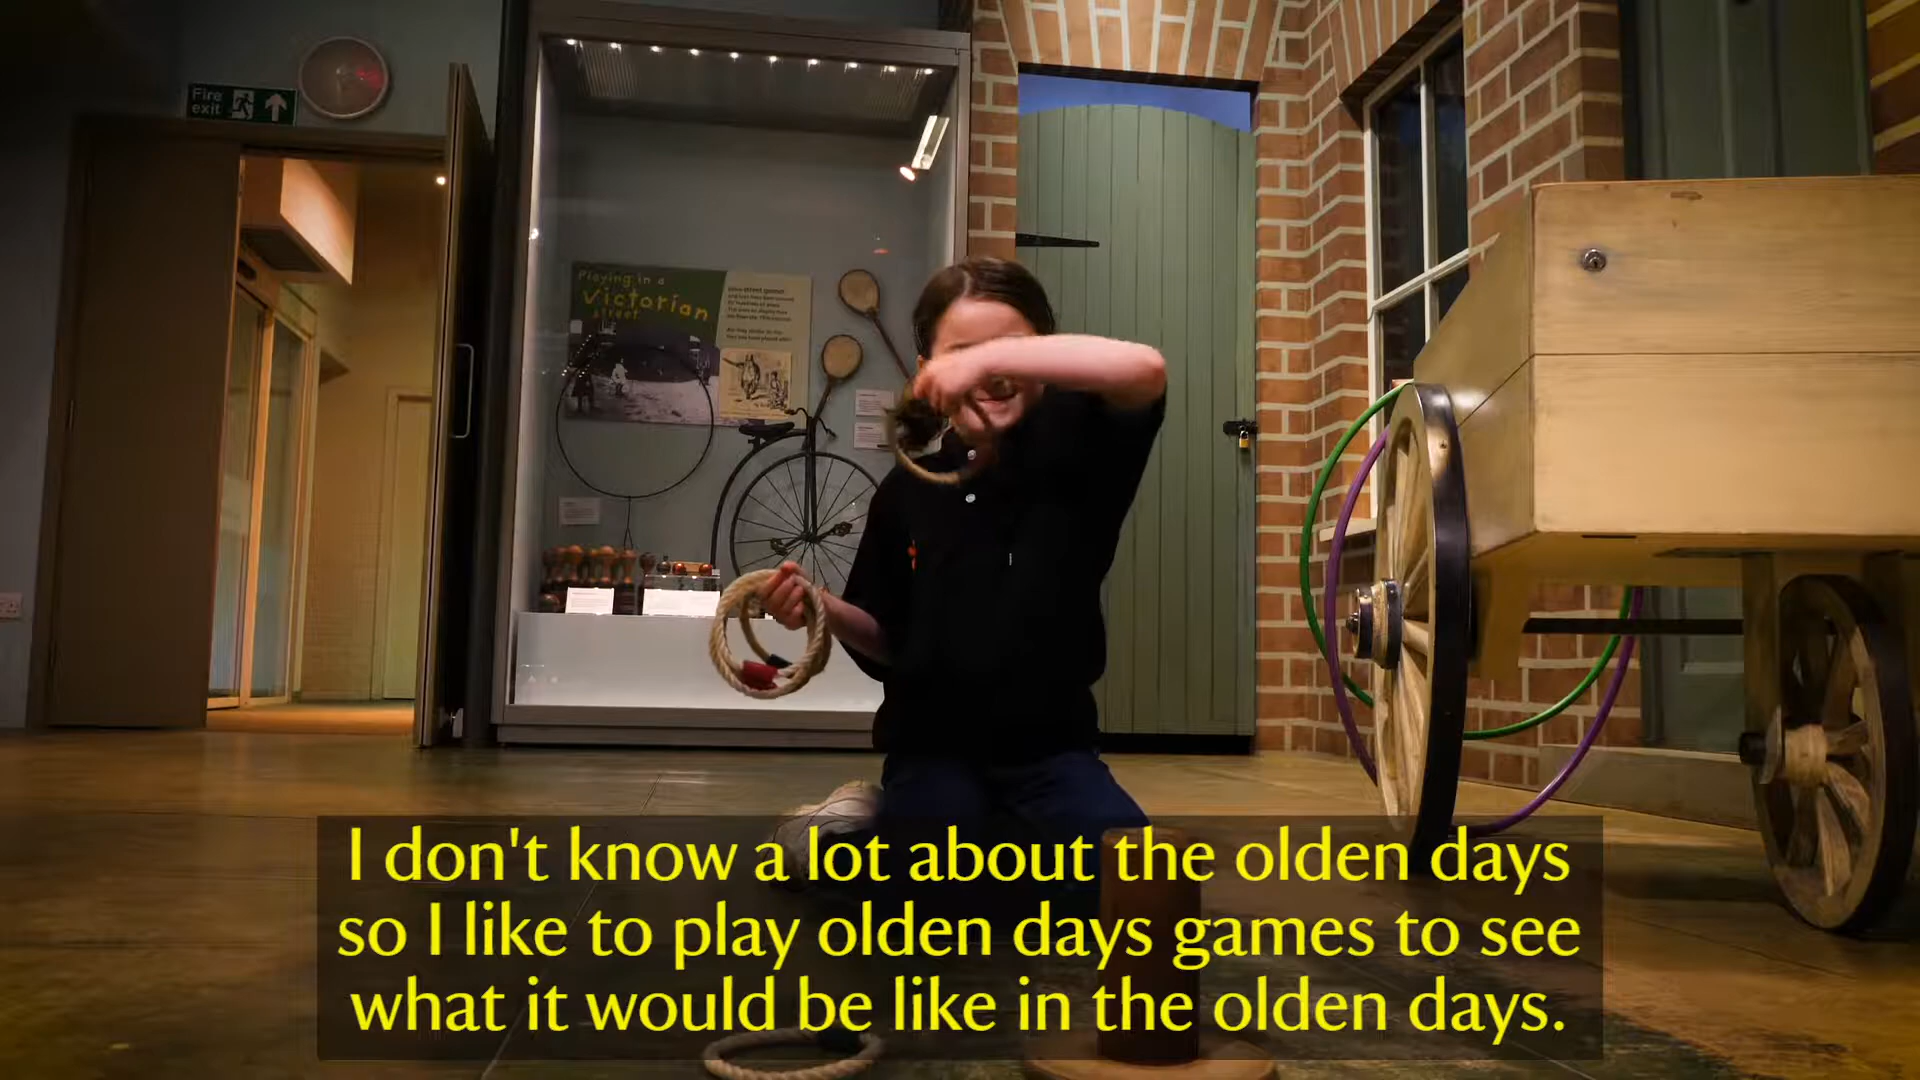 Fire
exit
Playing in a
Victorian
street
I don't know a lot about the olden days
so I like to play olden days games to see
what it would be like in the olden days.